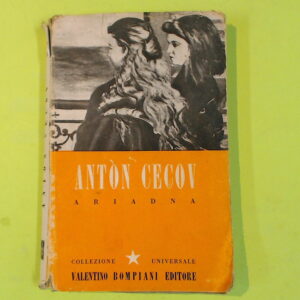 ANTÒN CECOV
ARIADNA
COLLEZIONE UNIVERSALE
VALENTINO BOMPIANI EDITORE